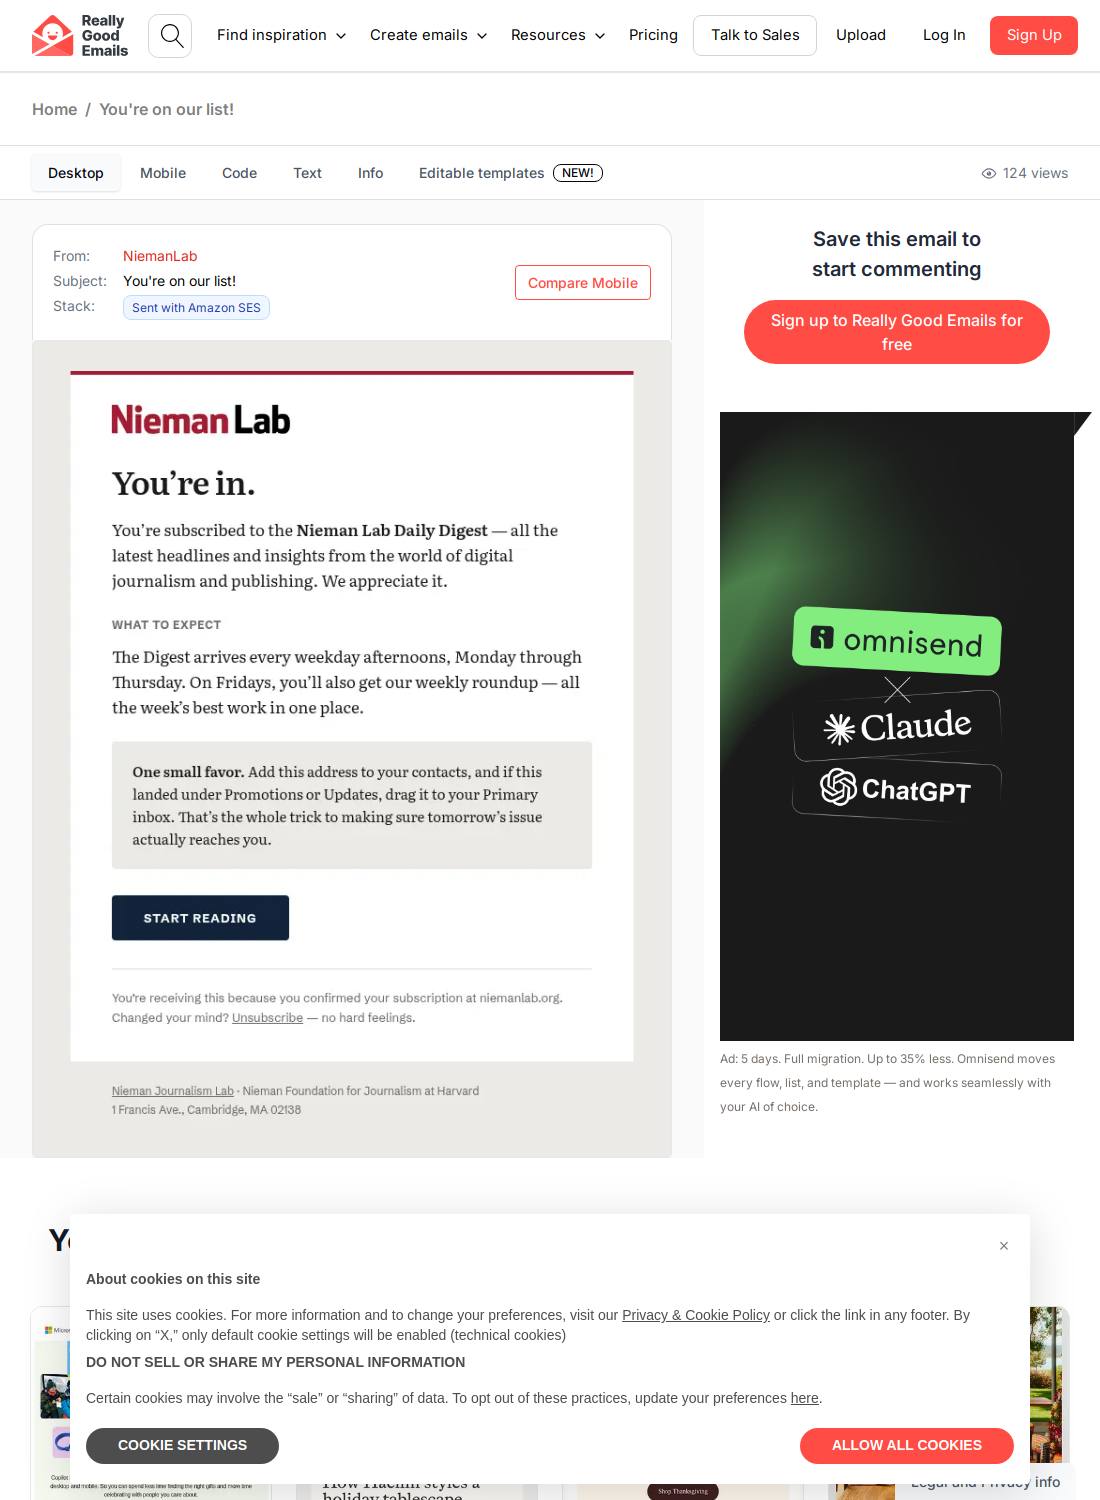 Really
Good
Emails
Find inspiration
Create emails
Resources
Pricing
Talk to Sales
Upload
Log In
Sign Up
Home / You're on our list!
Desktop
Mobile
Code
Text
Info
Editable templates
NEW!
124 views
From: NiemanLab
Subject: You're on our list!
Stack: Sent with Amazon SES
Compare Mobile
Nieman Lab
You’re in.
You’re subscribed to the Nieman Lab Daily Digest — all the
latest headlines and insights from the world of digital
journalism and publishing. We appreciate it.
WHAT TO EXPECT
The Digest arrives every weekday afternoons, Monday through
Thursday. On Fridays, you’ll also get our weekly roundup — all
the week’s best work in one place.
One small favor. Add this address to your contacts, and if this
landed under Promotions or Updates, drag it to your Primary
inbox. That’s the whole trick to making sure tomorrow’s issue
actually reaches you.
START READING
You’re receiving this because you confirmed your subscription at niemanlab.org.
Changed your mind? Unsubscribe — no hard feelings.
Nieman Journalism Lab · Nieman Foundation for Journalism at Harvard
1 Francis Ave., Cambridge, MA 02138
Save this email to
start commenting
Sign up to Really Good Emails for
free
omnisend
Claude
ChatGPT
Ad: 5 days. Full migration. Up to 35% less. Omnisend moves
every flow, list, and template — and works seamlessly with
your AI of choice.
×
About cookies on this site
This site uses cookies. For more information and to change your preferences, visit our Privacy & Cookie Policy or click the link in any footer. By
clicking on “X,” only default cookie settings will be enabled (technical cookies)
DO NOT SELL OR SHARE MY PERSONAL INFORMATION
Certain cookies may involve the “sale” or “sharing” of data. To opt out of these practices, update your preferences here.
COOKIE SETTINGS
ALLOW ALL COOKIES
Shop Thanksgiving
holiday tablescape
info